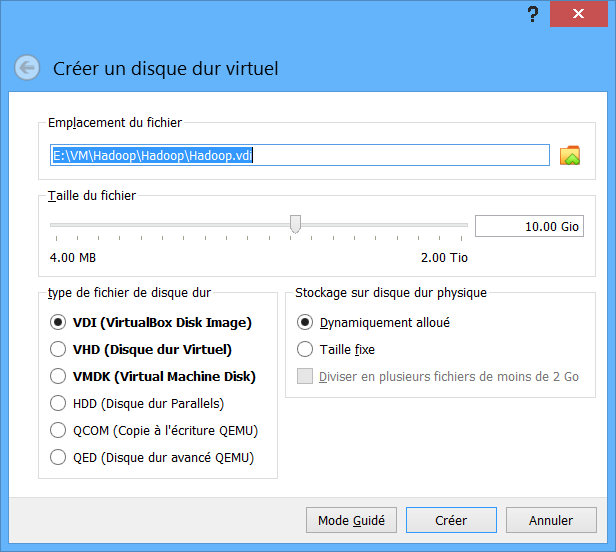 ?
Créer un disque dur virtuel
Emplacement du fichier
E:\VM\Hadoop\Hadoop\Hadoop.vdi
Taille du fichier
10.00 Gio
4.00 MB
2.00 Tio
type de fichier de disque dur
VDI (VirtualBox Disk Image)
VHD (Disque dur Virtuel)
VMDK (Virtual Machine Disk)
HDD (Disque dur Parallels)
QCOM (Copie à l'écriture QEMU)
QED (Disque dur avancé QEMU)
Stockage sur disque dur physique
Dynamiquement alloué
Taille fixe
Diviser en plusieurs fichiers de moins de 2 Go
Mode Guidé
Créer
Annuler